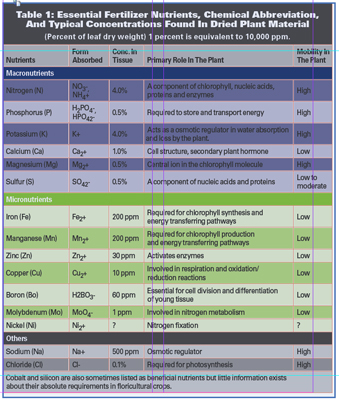 Table 1: Essential Fertilizer Nutrients, Chemical Abbreviation,
And Typical Concentrations Found In Dried Plant Material
(Percent of leaf dry weight) 1 percent is equivalent to 10,000 ppm.
Nutrients Form Absorbed Conc. in Tissue Primary Role In The Plant Mobility in The Plant
Macronutrients
Nitrogen (N) NO3-, NH4+ 4.0% A component of chlorophyll, nucleic acids, proteins and enzymes High
Phosphorus (P) H2PO4-, HPO42- 0.5% Required to store and transport energy High
Potassium (K) K+ 4.0% Acts as a osmotic regulator in water absorption and loss by the plant. High
Calcium (Ca) Ca2+ 1.0% Cell structure, secondary plant hormone Low
Magnesium (Mg) Mg2+ 0.5% Central ion in the chlorophyll molecule High
Sulfur (S) SO42- 0.5% A component of nucleic acids and proteins Low to moderate
Micronutrients
Iron (Fe) Fe2+ 200 ppm Required for chlorophyll synthesis and energy transferring pathways Low
Manganese (Mn) Mn2+ 200 ppm Required for chlorophyll production and energy transferring pathways Low
Zinc (Zn) Zn2+ 30 ppm Activates enzymes Low
Copper (Cu) Cu2+ 10 ppm Involved in respiration and oxidation/ reduction reactions Low
Boron (Bo) H2BO3- 60 ppm Essential for cell division and differentiation of young tissue Low
Molybdenum (Mo) MoO4- 1 ppm Involved in nitrogen metabolism Low
Nickel (Ni) Ni2+ ? Nitrogen fixation ?
Others
Sodium (Na) Na+ 500 ppm Osmotic regulator High
Chloride (Cl) Cl- 0.1% Required for photosynthesis High
Cobalt and silicon are also sometimes listed as beneficial nutrients but little information exists
about their absolute requirements in floricultural crops.